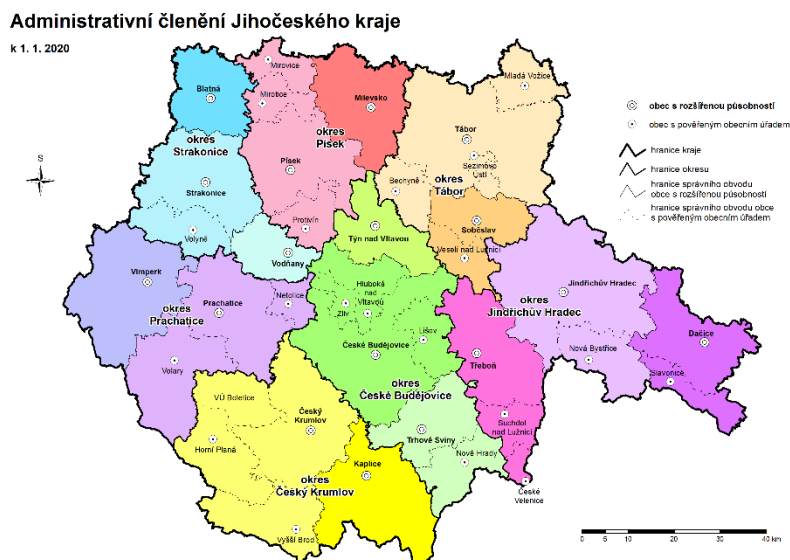 Administrativní členění Jihočeského kraje
k 1. 1. 2020
Mirovice
Blatná
Mirotice
Milevsko
Mladá Vožice
obec s rozšířenou působností
obec s pověřeným obecním úřadem
hranice kraje
hranice okresu
hranice správního obvodu
obce s rozšířenou působností
hranice správního obvodu obce
s pověřeným obecním úřadem
S
okres
Strakonice
okres
Písek
Tábor
Sezimovo
Ústí
Písek
okres
Tábor
Strakonice
Bechyně
Volyně
Protivín
Týn nad Vltavou
Soběslav
Veselí nad Lužnicí
Vodňany
Vimperk
okres
Prachatice
Prachatice
Netolice
Hluboká
nad
Vltavou
Zliv
Lišov
České Budějovice
Jindřichův Hradec
okres
Jindřichův Hradec
Dačice
Nová Bystřice
Slavonice
Třeboň
Volary
okres
České Budějovice
VÚ Boletice
Český
Krumlov
Horní Planá
Trhové Sviny
Suchdol
nad Lužnicí
Nové Hrady
Kaplice
okres
Český Krumlov
České
Velenice
Vyšší Brod
0 5 10 20 30 40 km